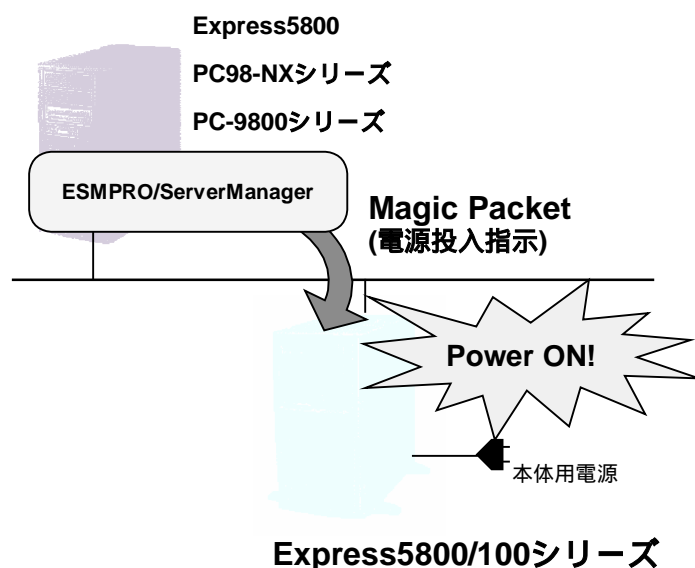 Express5800
PC98-NXシリーズ
PC-9800シリーズ
ESMPRO/ServerManager
Magic Packet
(電源投入指示)
Power ON!
本体用電源
Express5800/100シリーズ